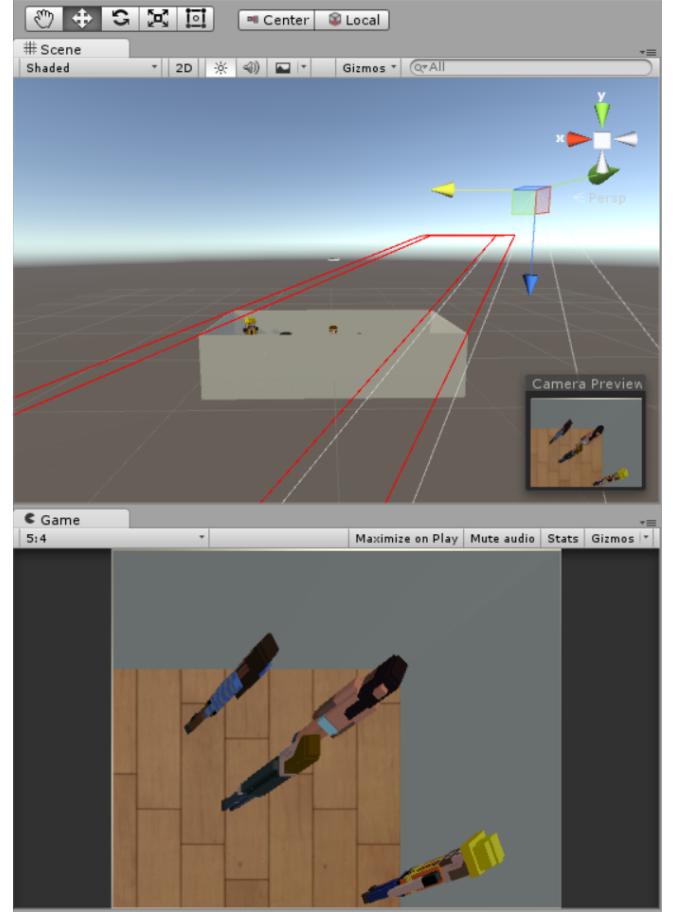 Center Local
Scene
Shaded 2D Gizmos All
y
x
Persp
Camera Preview
Game
5:4 Maximize on Play Mute audio Stats Gizmos